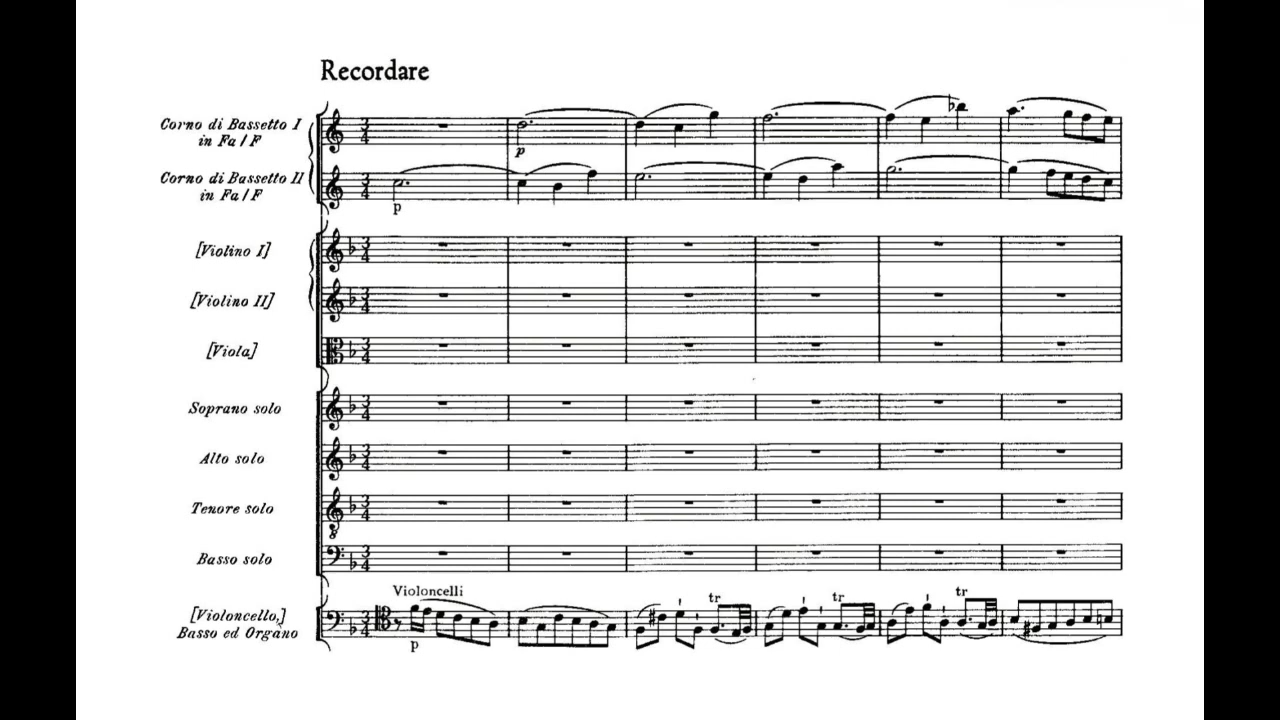 Recordare
Corno di Bassetto I
in Fa / F
p
Corno di Bassetto II
in Fa / F
p
[Violino I]
[Violino II]
[Viola]
Soprano solo
Alto solo
Tenore solo
8
Basso solo
Violoncelli
[Violoncello,]
Basso ed Organo
tr tr tr
p